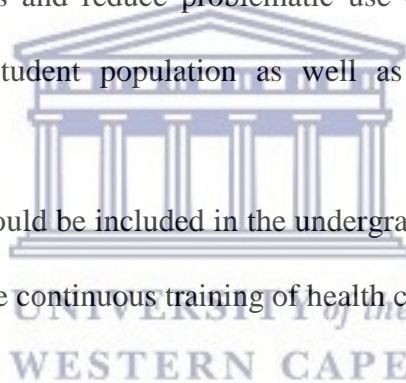 s and reduce problematic use
tudent population as well as
ould be included in the undergra
e continuous training of health c
UNIVERSITY of the
WESTERN CAPE